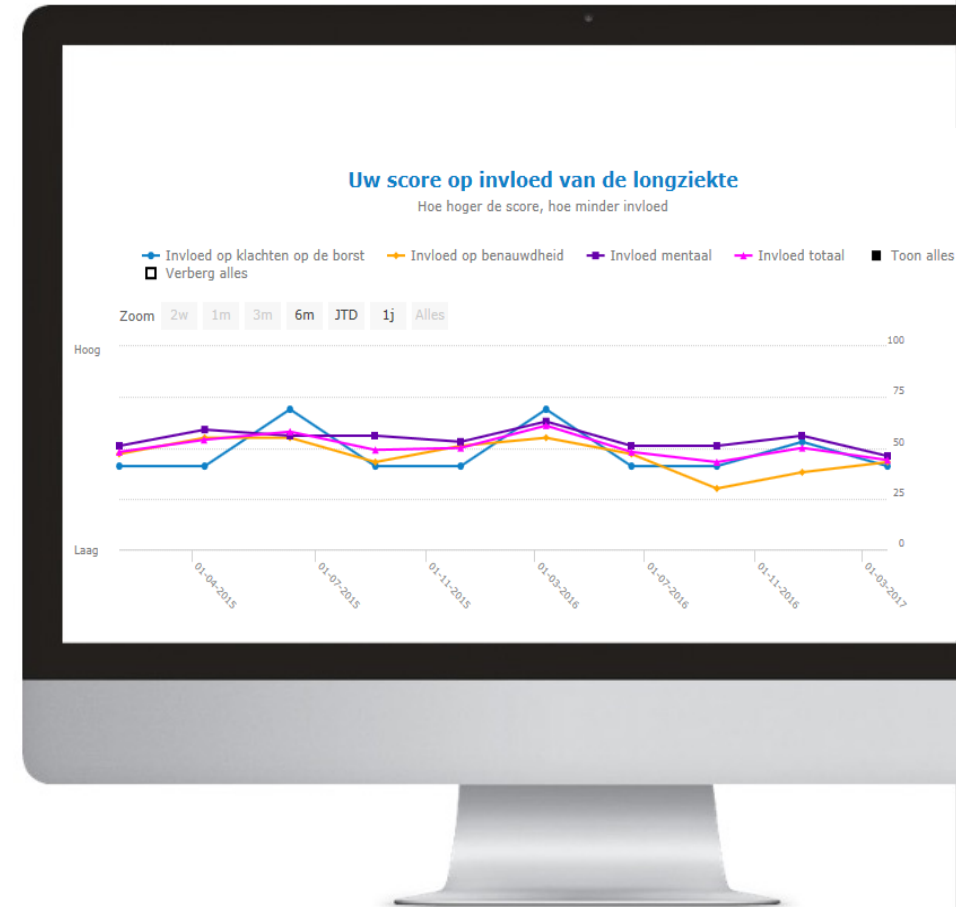 Uw score op invloed van de longziekte
Hoe hoger de score, hoe minder invloed
Invloed op klachten op de borst Invloed op benauwdheid Invloed mentaal Invloed totaal Toon alles
Verberg alles
Zoom 2w 1m 3m 6m JTD 1j Alles
Hoog
100
75
50
25
Laag
0
01-04-2015 01-07-2015 01-11-2015 01-03-2016 01-07-2016 01-11-2016 01-03-2017